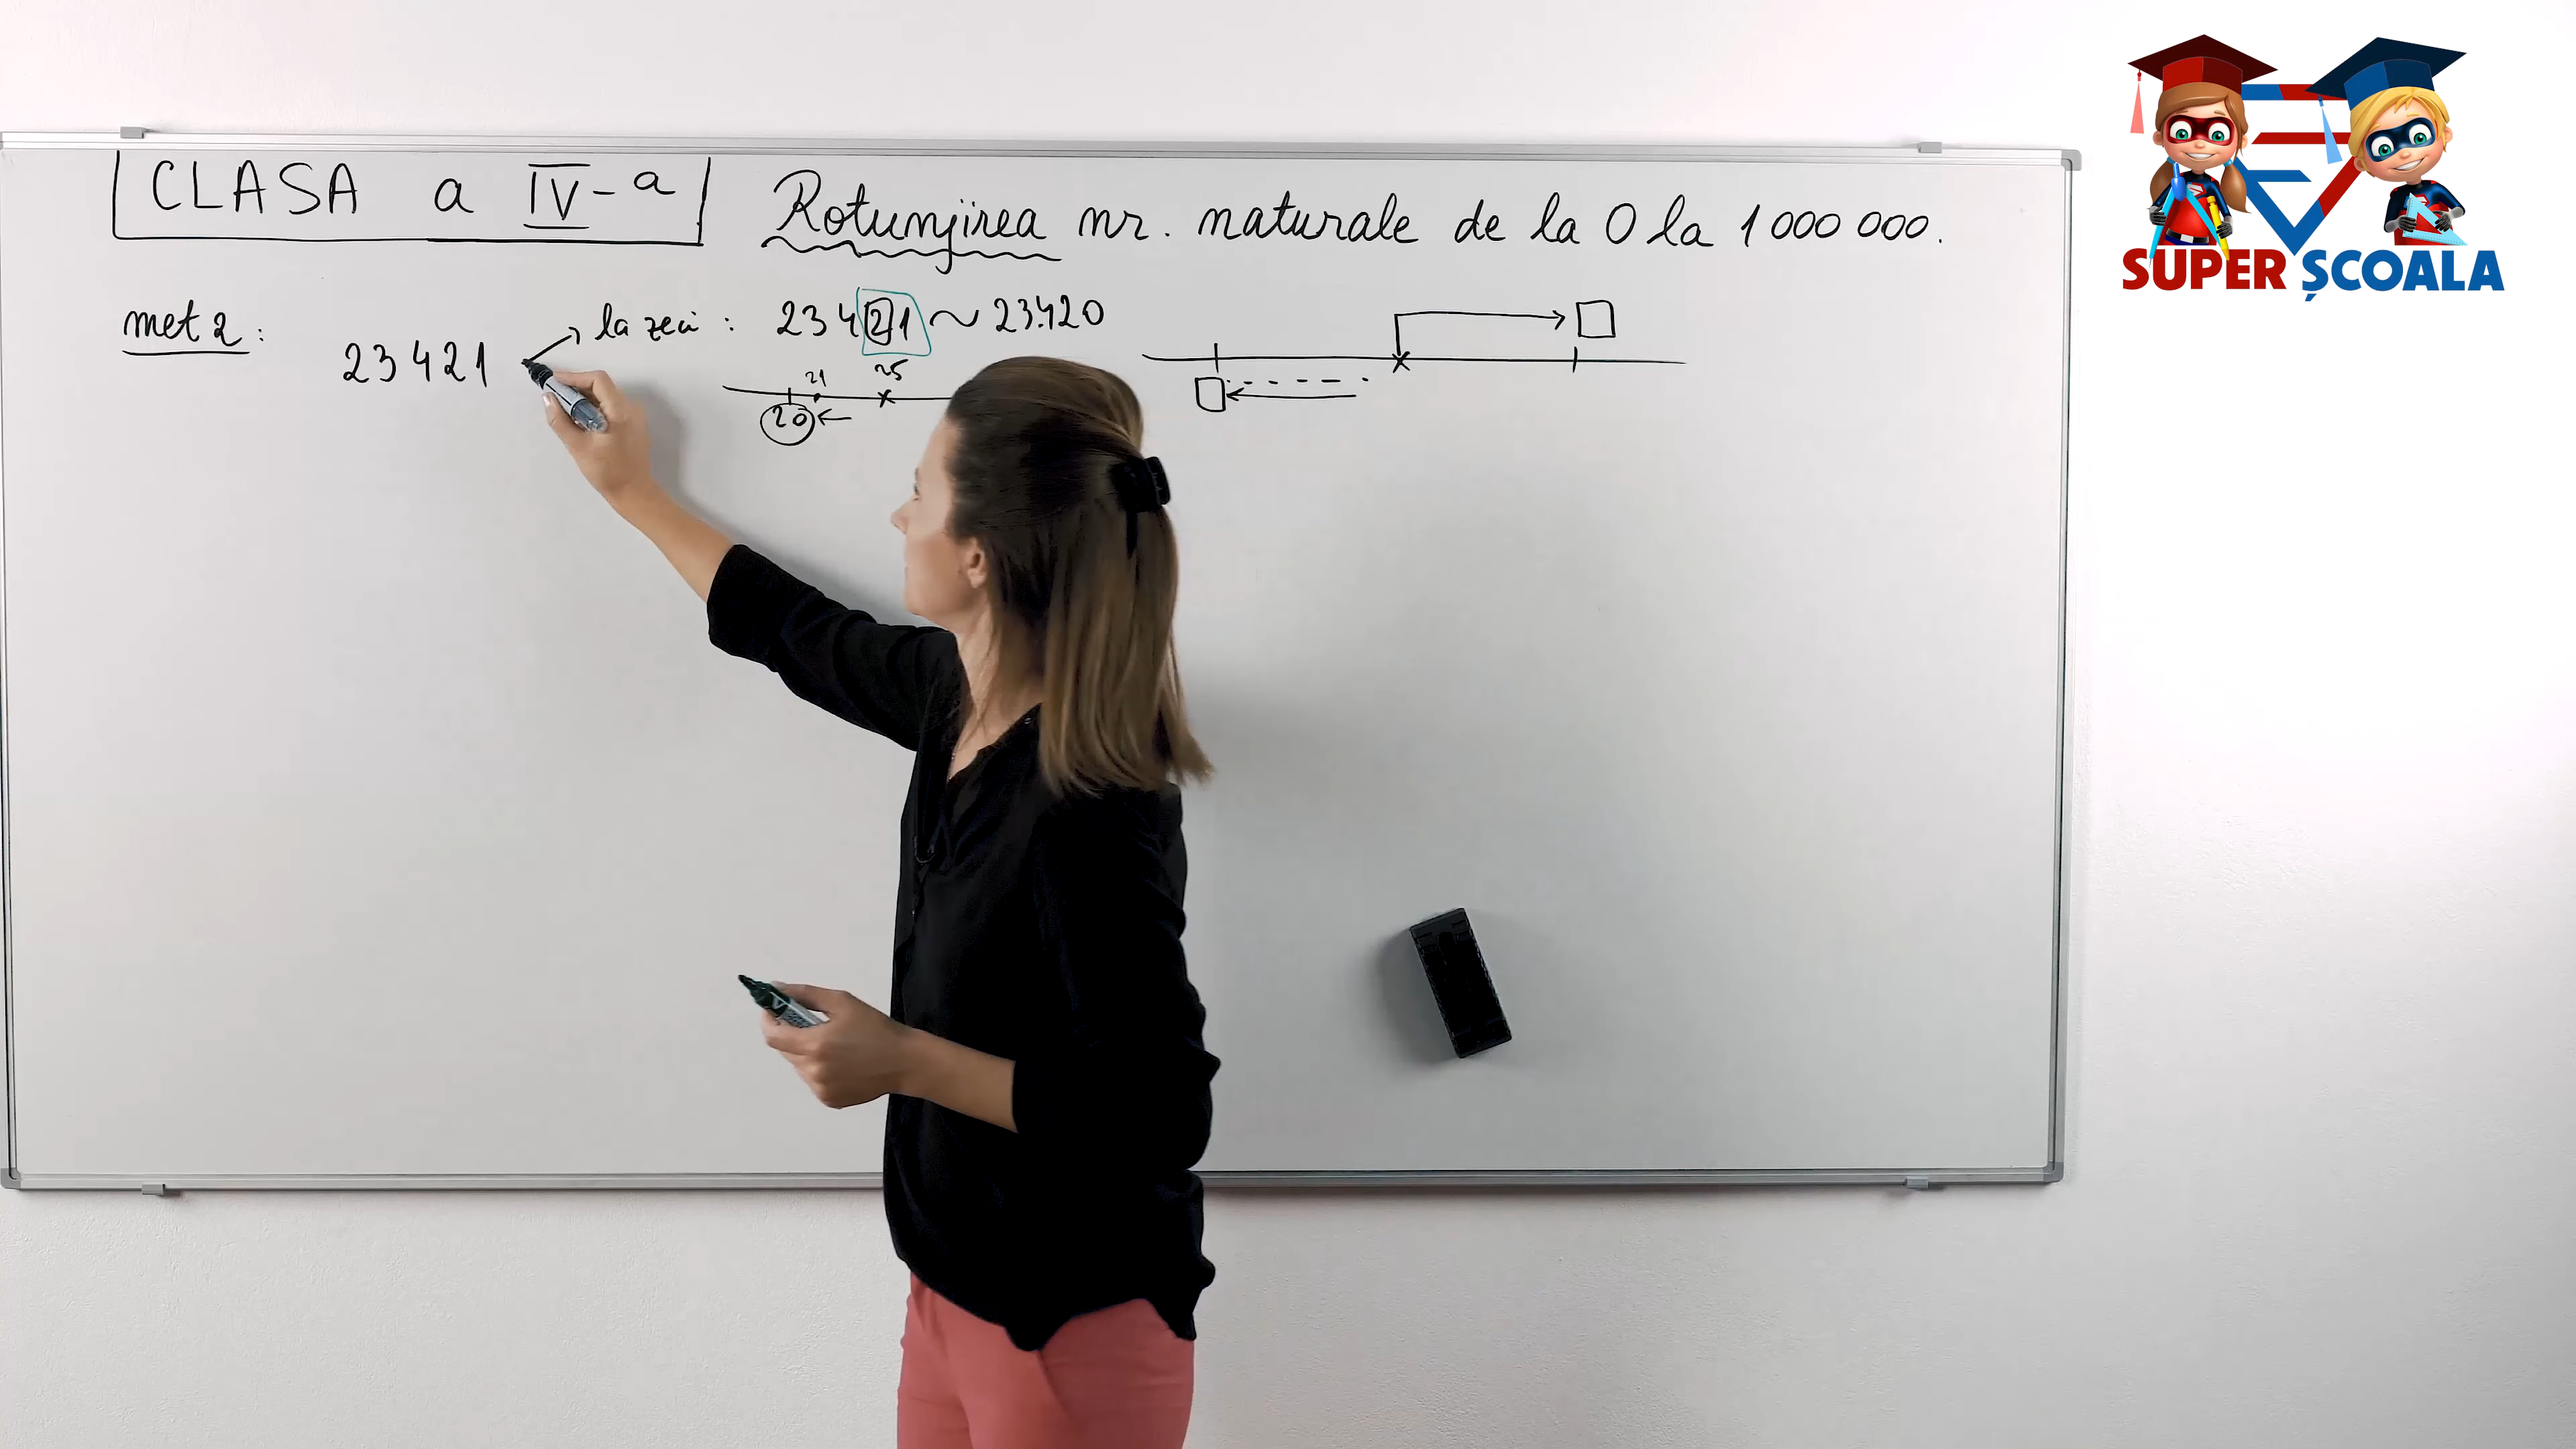 CLASA a IV-a
Rotunjirea nr. naturale de la 0 la 1 000 000.
met 2:
23421
la zeci: 23421 ~ 23420
21 25
20
SUPER ȘCOALA